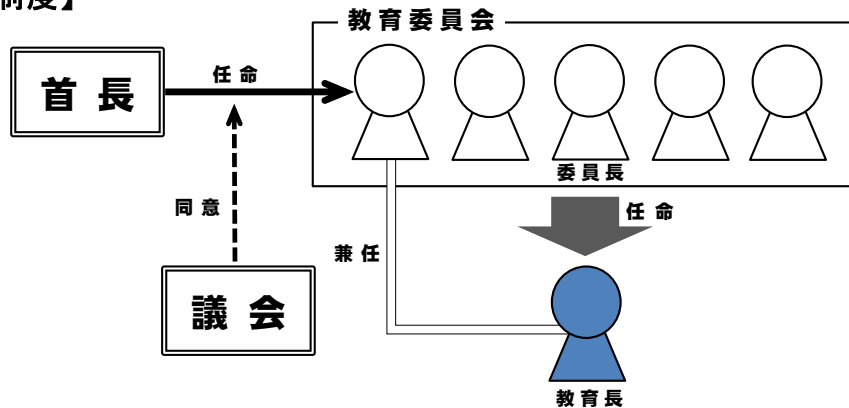 制度】
教育委員会
首長
任命
委員長
同意
任命
兼任
議会
教育長